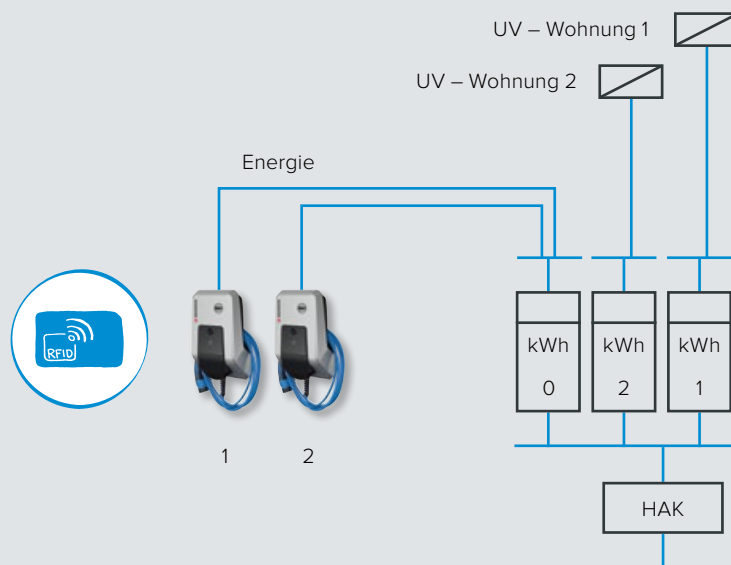 UV – Wohnung 1
UV – Wohnung 2
Energie
RFID
kWh
0
kWh
2
kWh
1
1
2
HAK